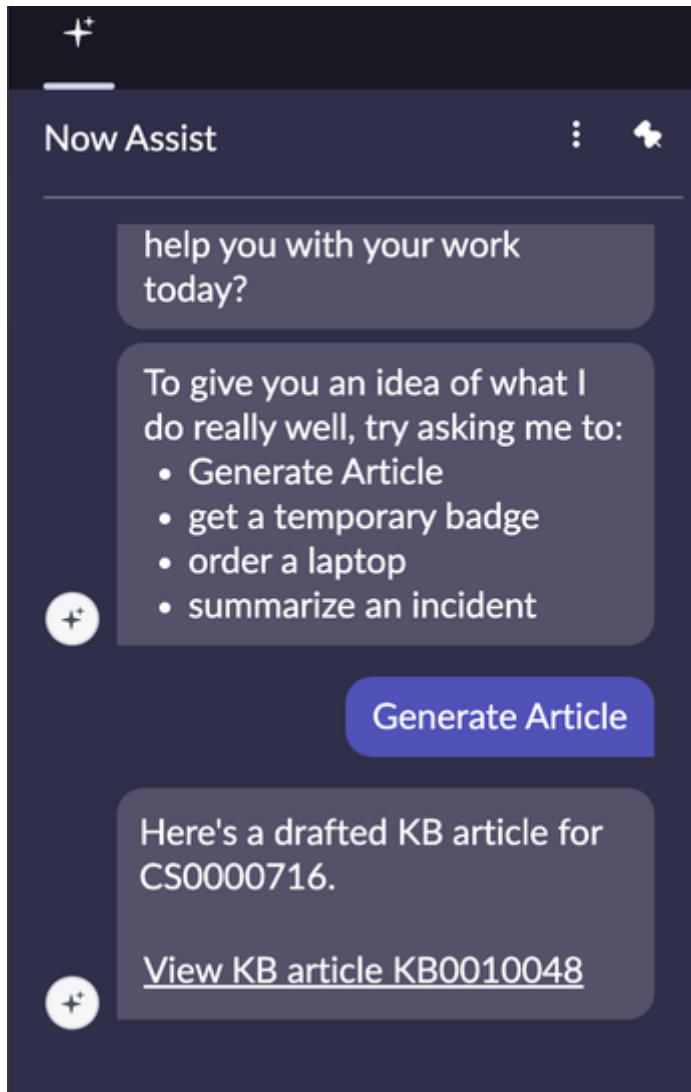 Now Assist
help you with your work
today?
To give you an idea of what I
do really well, try asking me to:
• Generate Article
• get a temporary badge
• order a laptop
• summarize an incident
Generate Article
Here's a drafted KB article for
CS0000716.
View KB article KB0010048